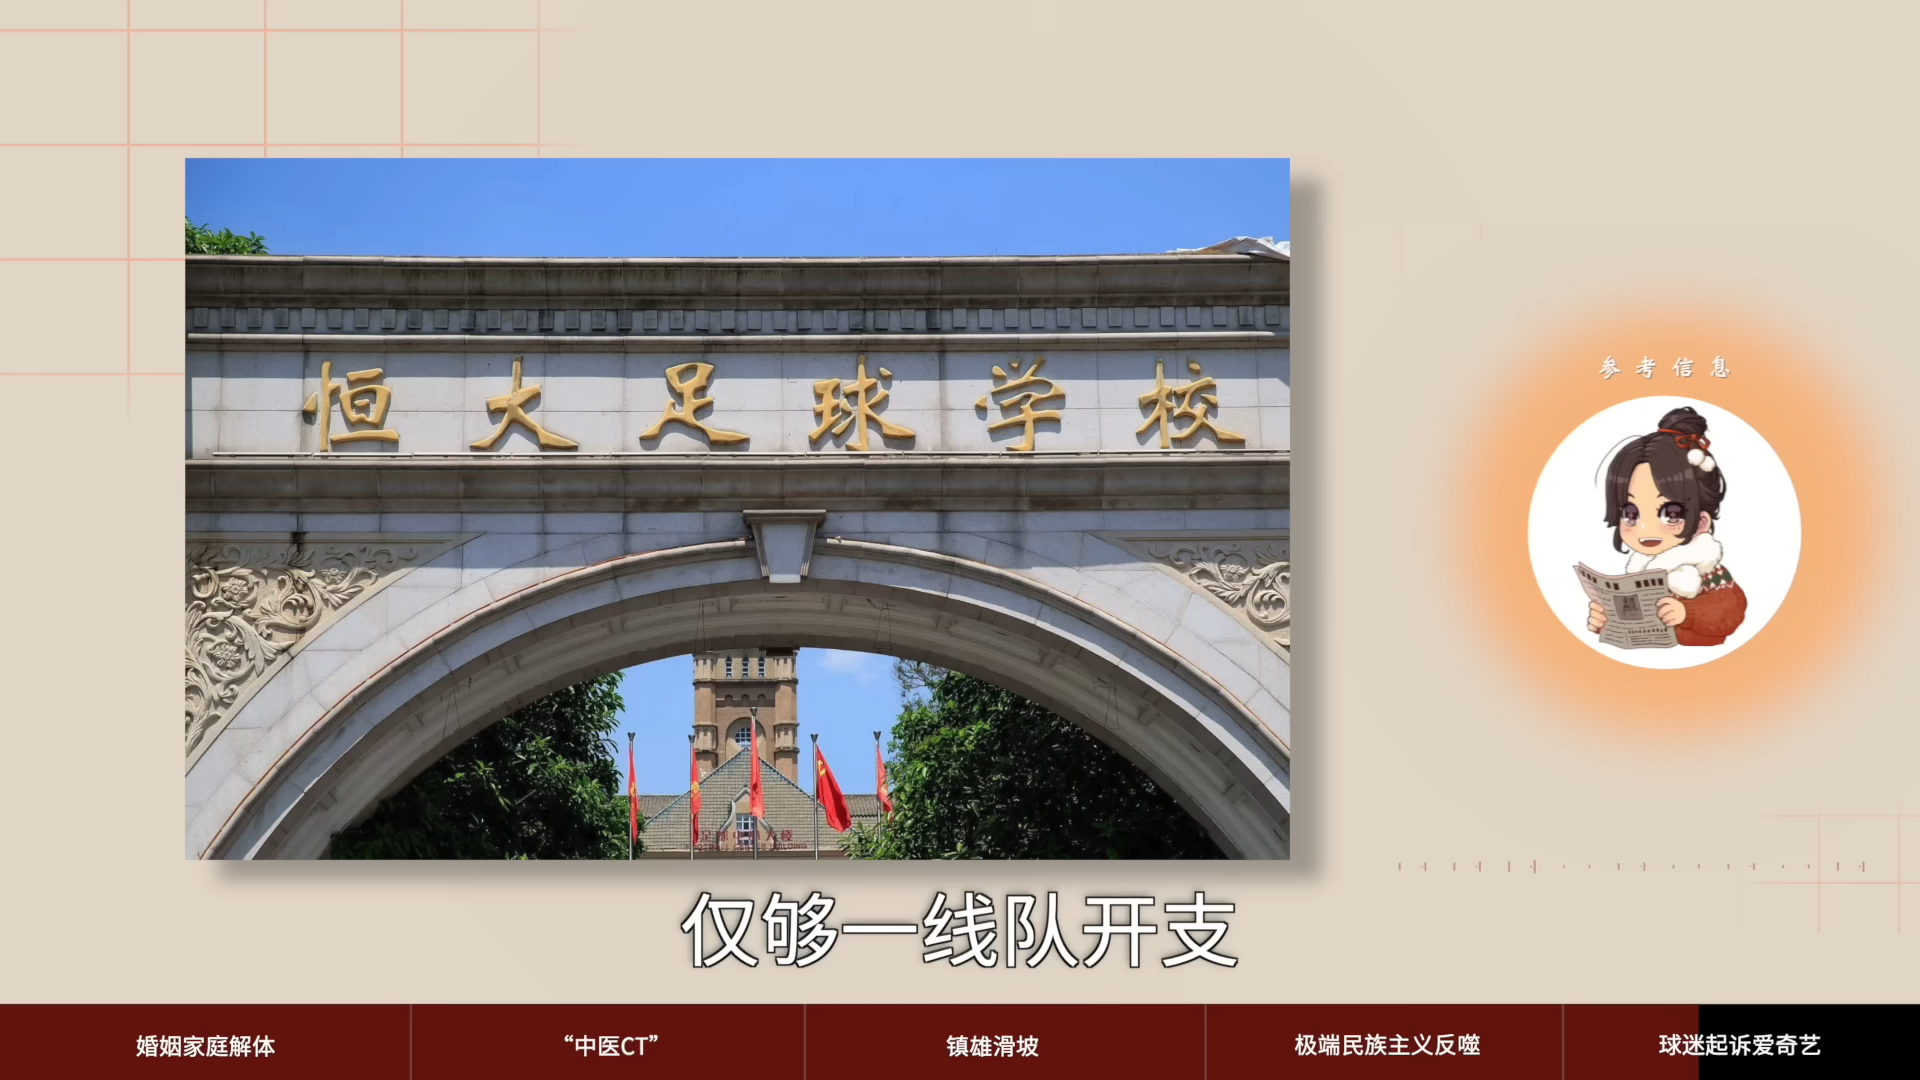 恒大足球学校
参考信息
仅够一线队开支
婚姻家庭解体
“中医CT”
镇雄滑坡
极端民族主义反噬
球迷起诉爱奇艺